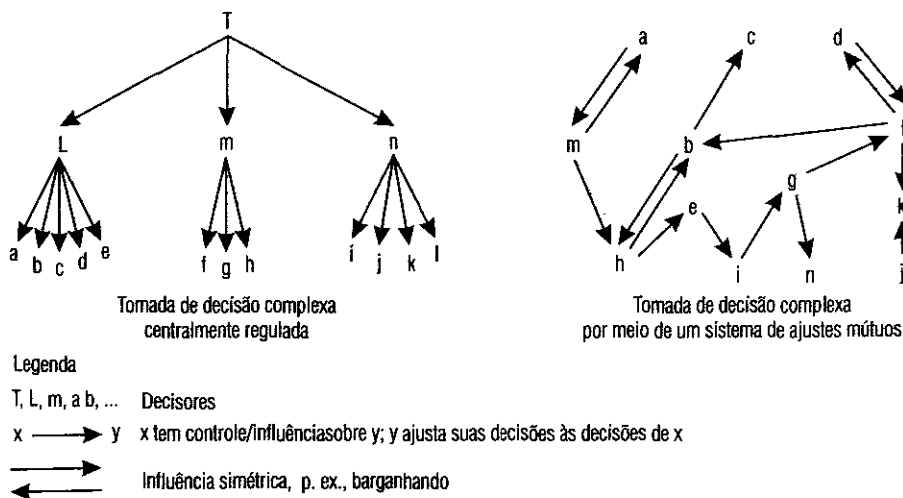 T
a c d
L m n
m b f
g
k
e
a b c d e f g h i j k l
h i n j
Tomada de decisão complexa
centralmente regulada
Tomada de decisão complexa
por meio de um sistema de ajustes mútuos
Legenda
T, L, m, a b, ... Decisores
x y x tem controle/influênciasobre y; y ajusta suas decisões às decisões de x
Influência simétrica, p. ex., barganhando